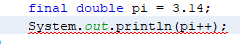 final double pi = 3.14;
System.out.println(pi++);